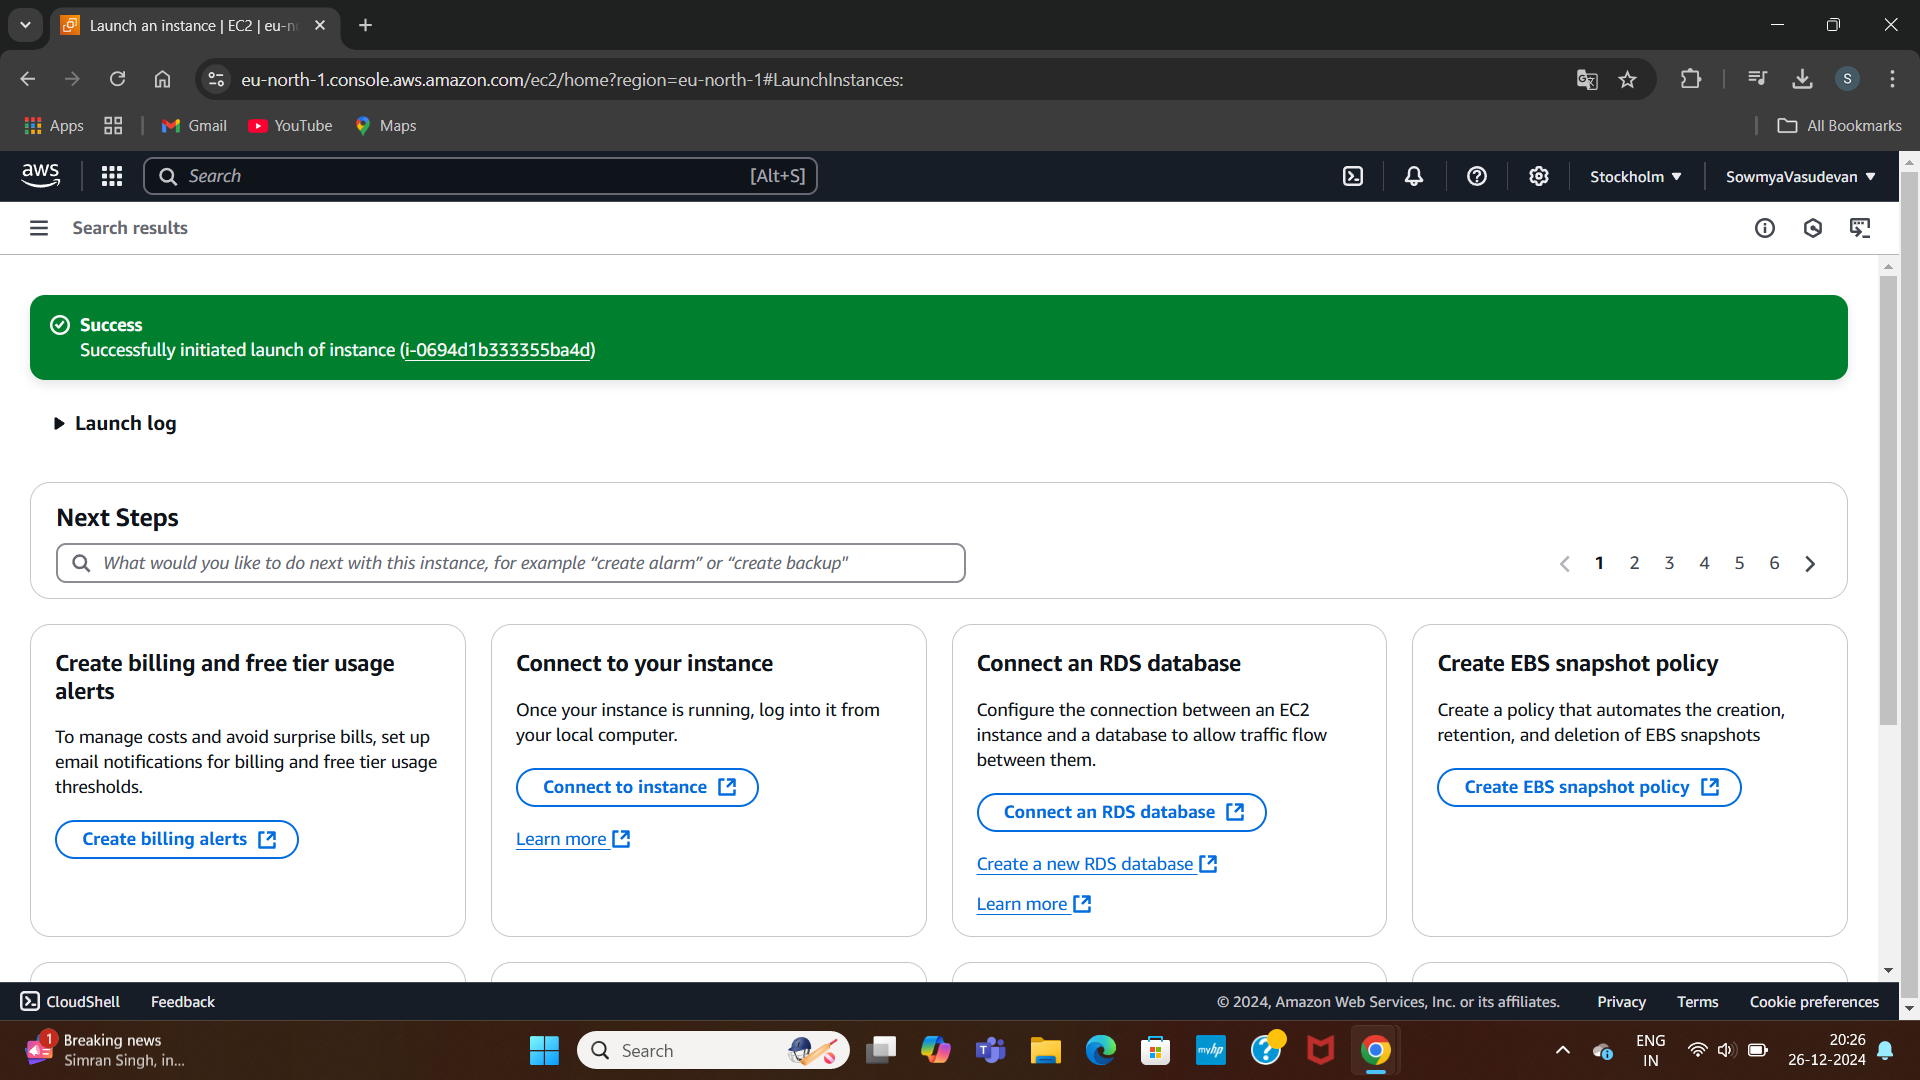 Launch an instance | EC2 | eu-n
eu-north-1.console.aws.amazon.com/ec2/home?region=eu-north-1#LaunchInstances:
S
Apps
Gmail
YouTube
Maps
All Bookmarks
aws
Search
[Alt+S]
Stockholm
SowmyaVasudevan
Search results
Success
Successfully initiated launch of instance (i-0694d1b333355ba4d)
Launch log
Next Steps
What would you like to do next with this instance, for example “create alarm” or “create backup"
1 2 3 4 5 6
Create billing and free tier usage
alerts
To manage costs and avoid surprise bills, set up
email notifications for billing and free tier usage
thresholds.
Create billing alerts
Connect to your instance
Once your instance is running, log into it from
your local computer.
Connect to instance
Learn more
Connect an RDS database
Configure the connection between an EC2
instance and a database to allow traffic flow
between them.
Connect an RDS database
Create a new RDS database
Learn more
Create EBS snapshot policy
Create a policy that automates the creation,
retention, and deletion of EBS snapshots
Create EBS snapshot policy
CloudShell
Feedback
© 2024, Amazon Web Services, Inc. or its affiliates.
Privacy
Terms
Cookie preferences
1
Breaking news
Simran Singh, in...
Search
myhp
ENG
IN
20:26
26-12-2024